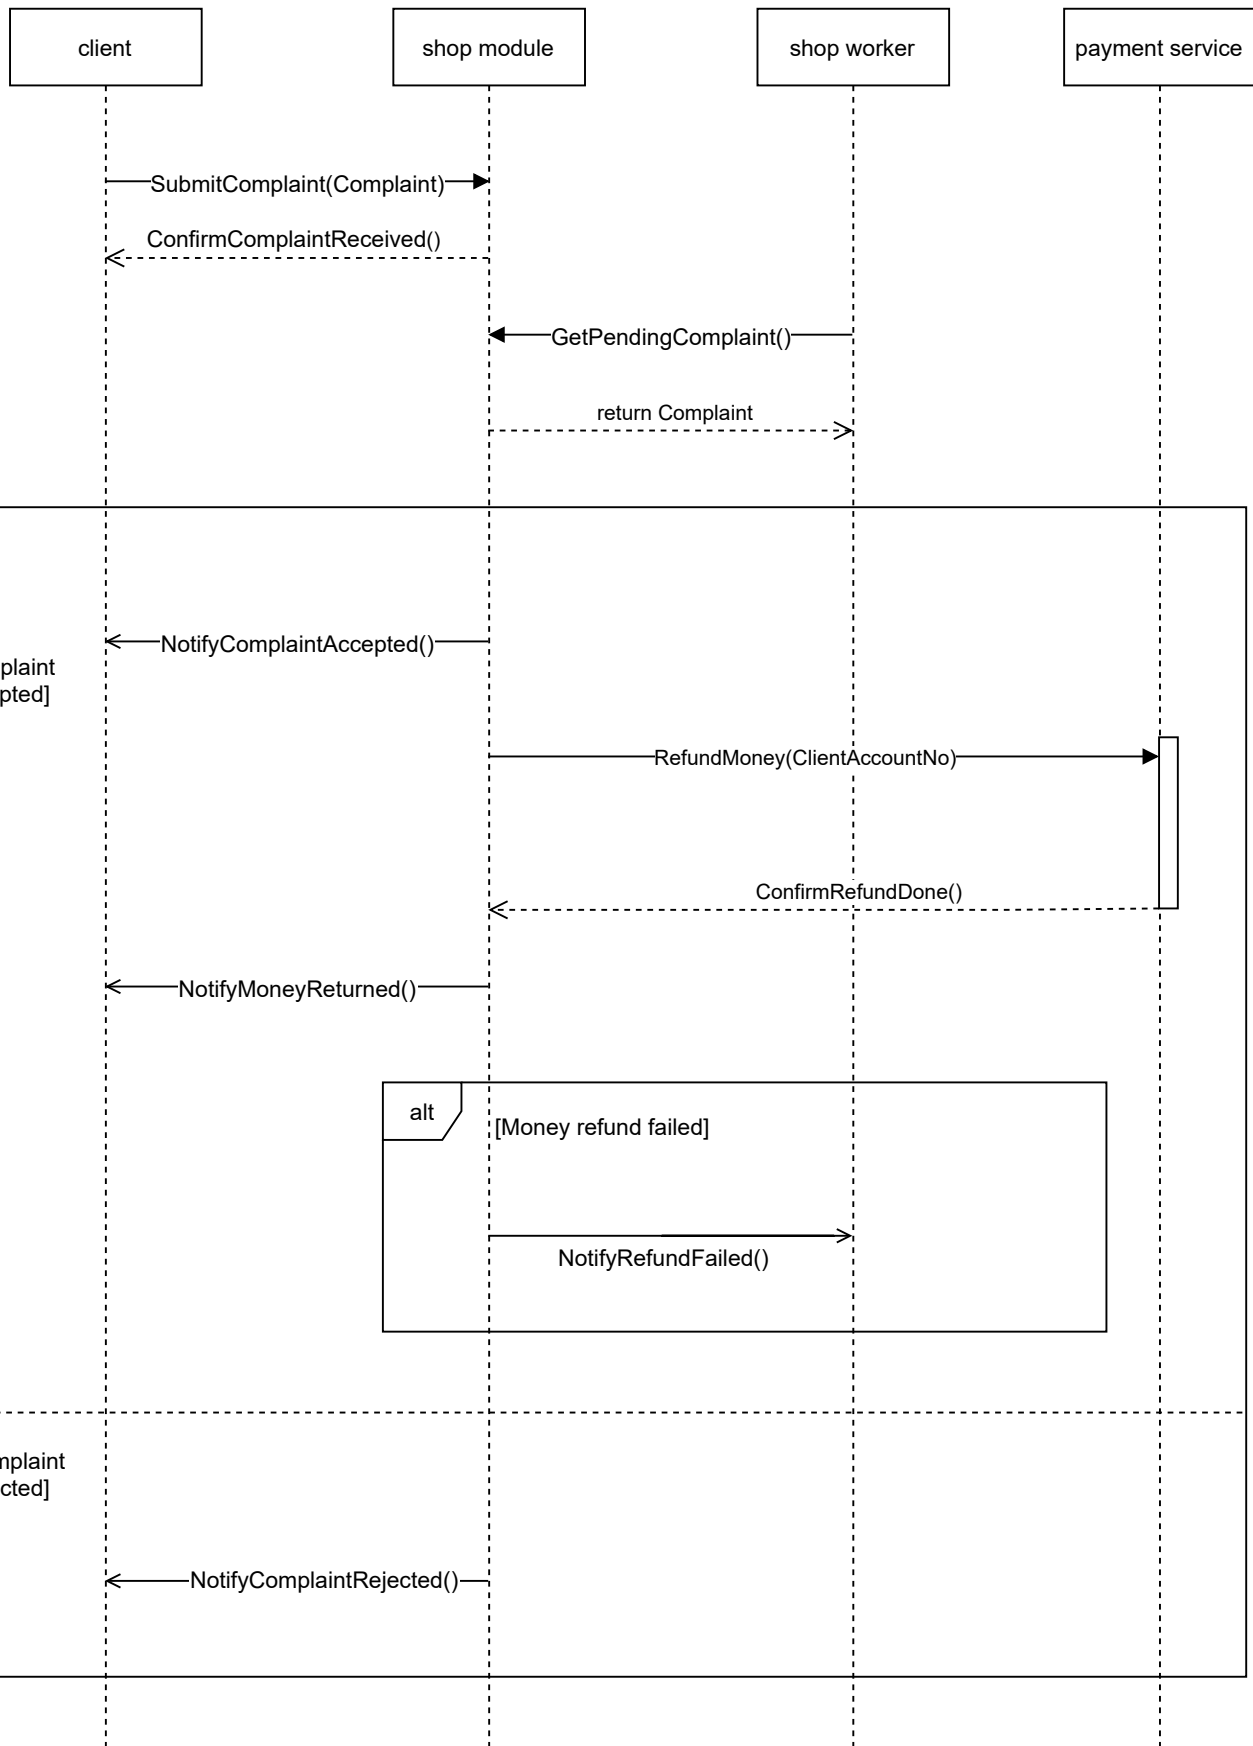 client
shop module
shop worker
payment service
SubmitComplaint(Complaint)
ConfirmComplaintReceived()
GetPendingComplaint()
return Complaint
NotifyComplaintAccepted()
plaint
pted]
RefundMoney(ClientAccountNo)
ConfirmRefundDone()
NotifyMoneyReturned()
alt
[Money refund failed]
NotifyRefundFailed()
mplaint
cted]
NotifyComplaintRejected()